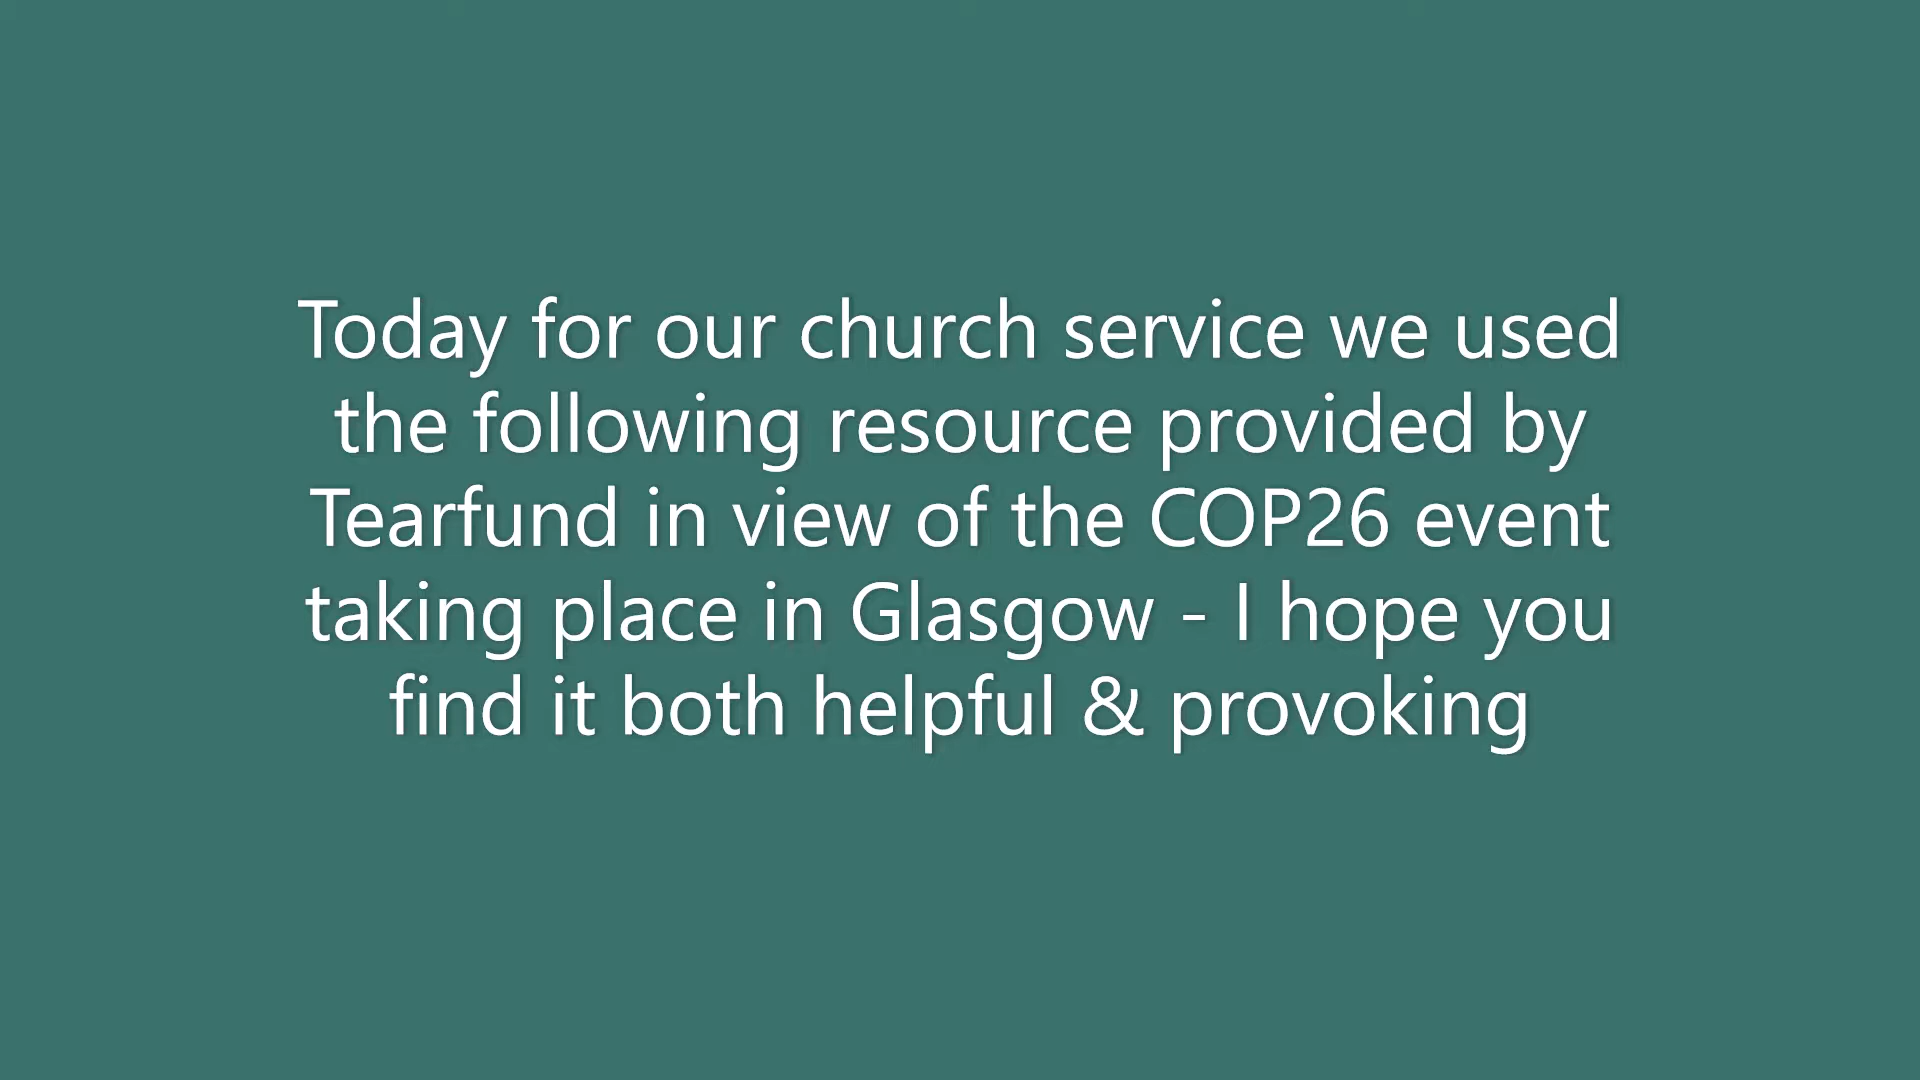 Today for our church service we used
the following resource provided by
Tearfund in view of the COP26 event
taking place in Glasgow - I hope you
find it both helpful & provoking